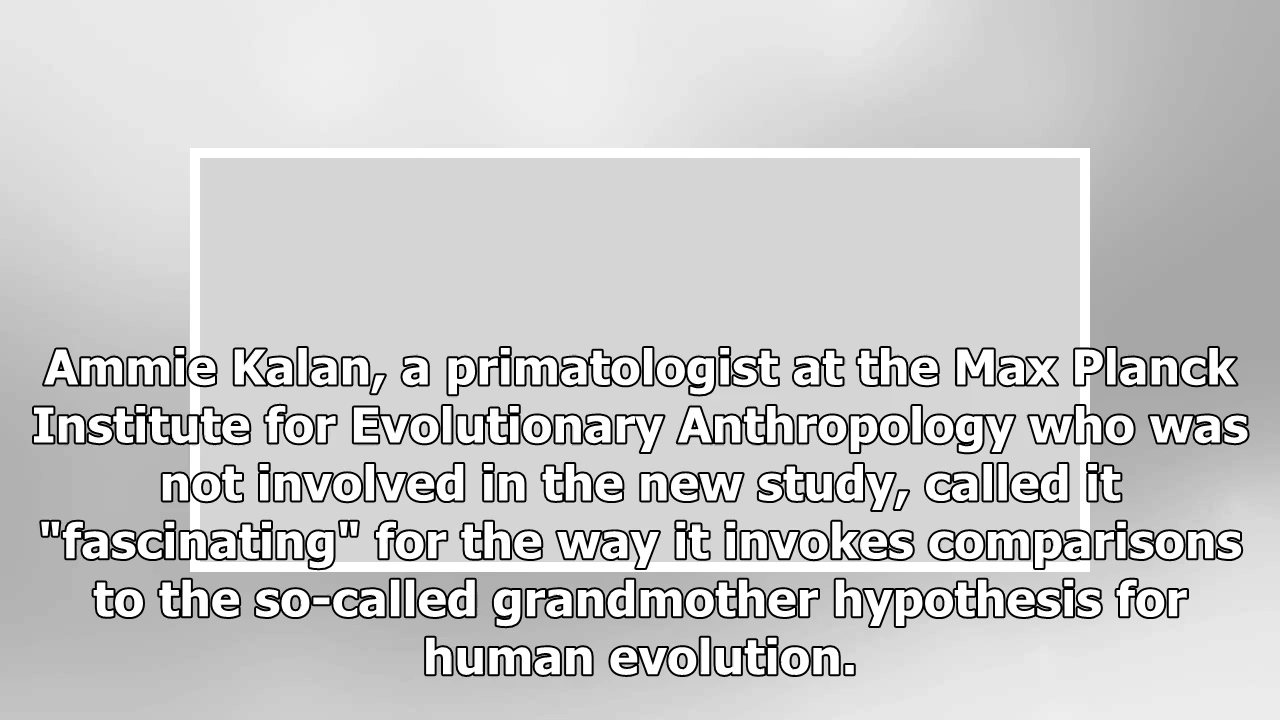 Ammie Kalan, a primatologist at the Max Planck
Institute for Evolutionary Anthropology who was
not involved in the new study, called it
"fascinating" for the way it invokes comparisons
to the so-called grandmother hypothesis for
human evolution.